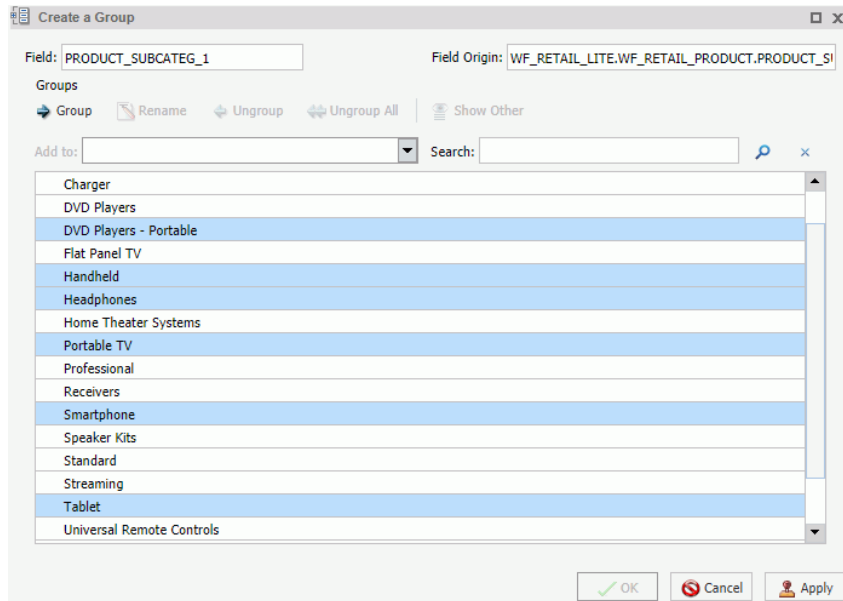 Create a Group
Field: PRODUCT_SUBCATEG_1 Field Origin: WF_RETAIL_LITE.WF_RETAIL_PRODUCT.PRODUCT_SU
Groups
Group Rename Ungroup Ungroup All Show Other
Add to: Search:
Charger
DVD Players
DVD Players - Portable
Flat Panel TV
Handheld
Headphones
Home Theater Systems
Portable TV
Professional
Receivers
Smartphone
Speaker Kits
Standard
Streaming
Tablet
Universal Remote Controls
OK Cancel Apply